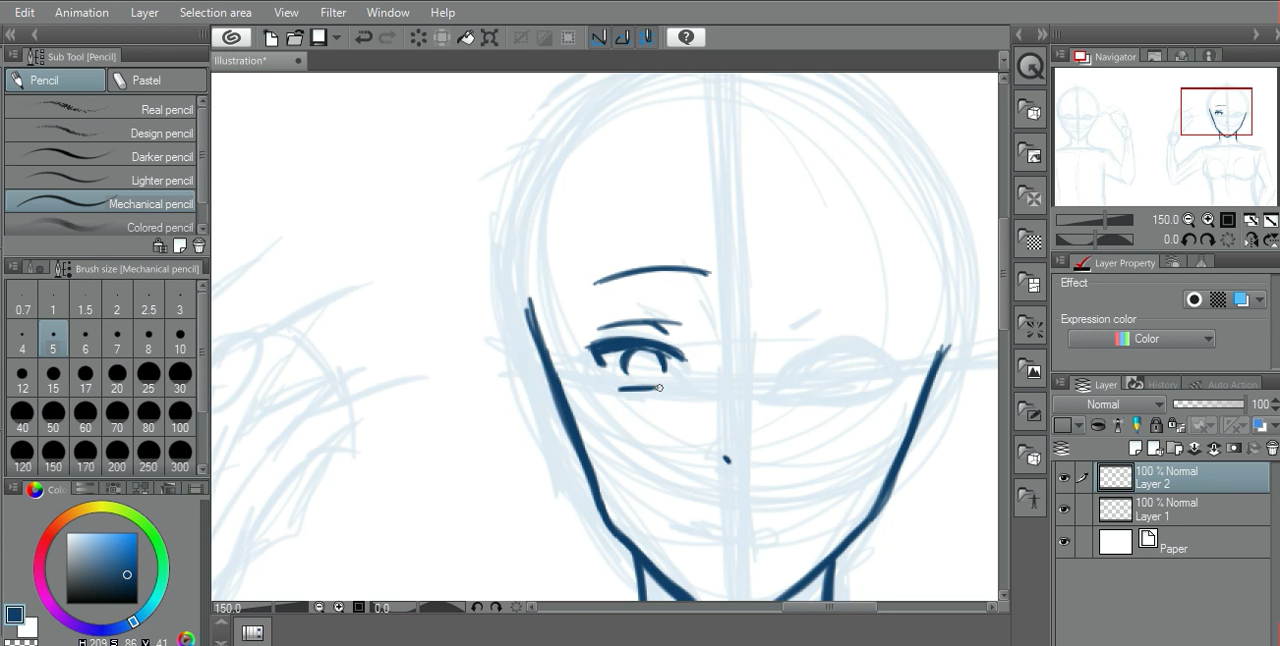 Edit Animation Layer Selection area View Filter Window Help
Sub Tool [Pencil]
Pencil Pastel
Real pencil
Design pencil
Darker pencil
Lighter pencil
Mechanical pencil
Colored pencil
Brush size [Mechanical pencil]
0.7 1 1.5 2 2.5 3
4 5 6 7 8 10
12 15 17 20 25 30
40 50 60 70 80 100
120 150 170 200 250 300
Col
H 209 S 86 V 41
Illustration*
150.0 0.0
Navigator
150.0
0.0
Layer Property
Effect
Expression color
Color
Layer History Auto Action
Normal 100
100 % Normal
Layer 2
100 % Normal
Layer 1
Paper